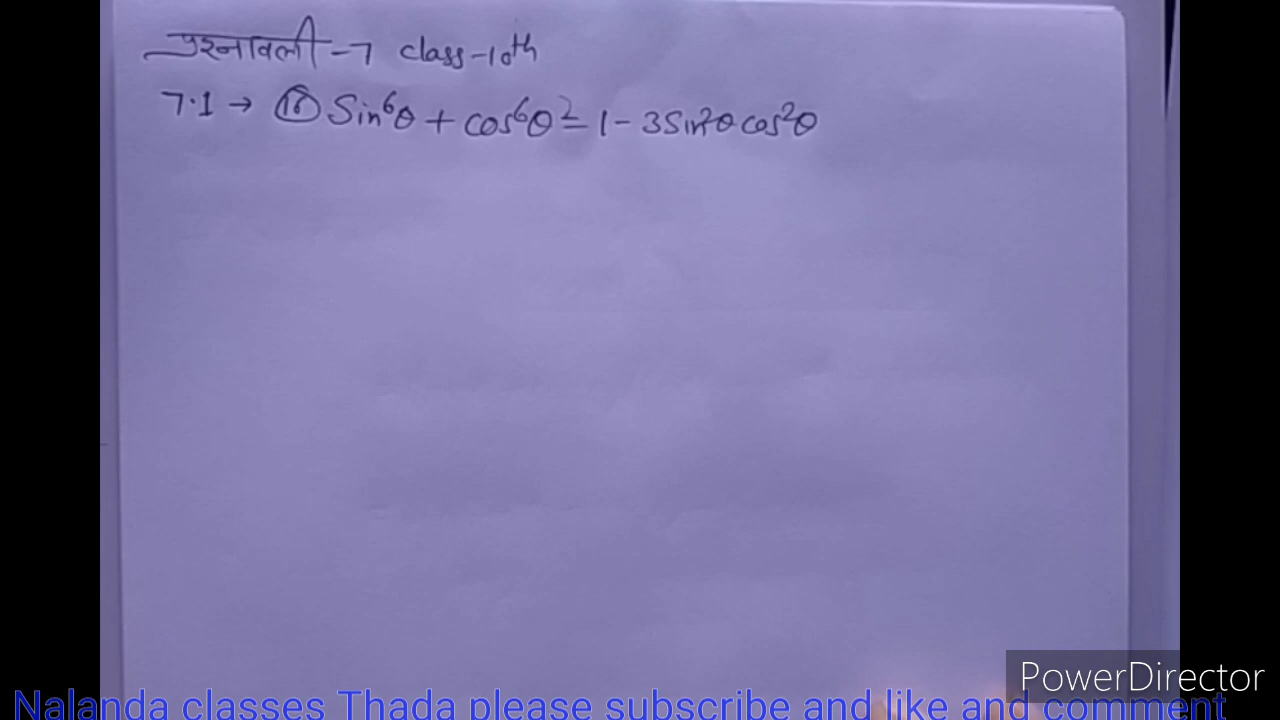 प्रश्नावली-7 class-10th
7.1 → ⑱ Sin⁶θ + cos⁶θ = 1 - 3Sin²θ cos²θ
PowerDirector
Nalanda classes Thada please subscribe and like and comment